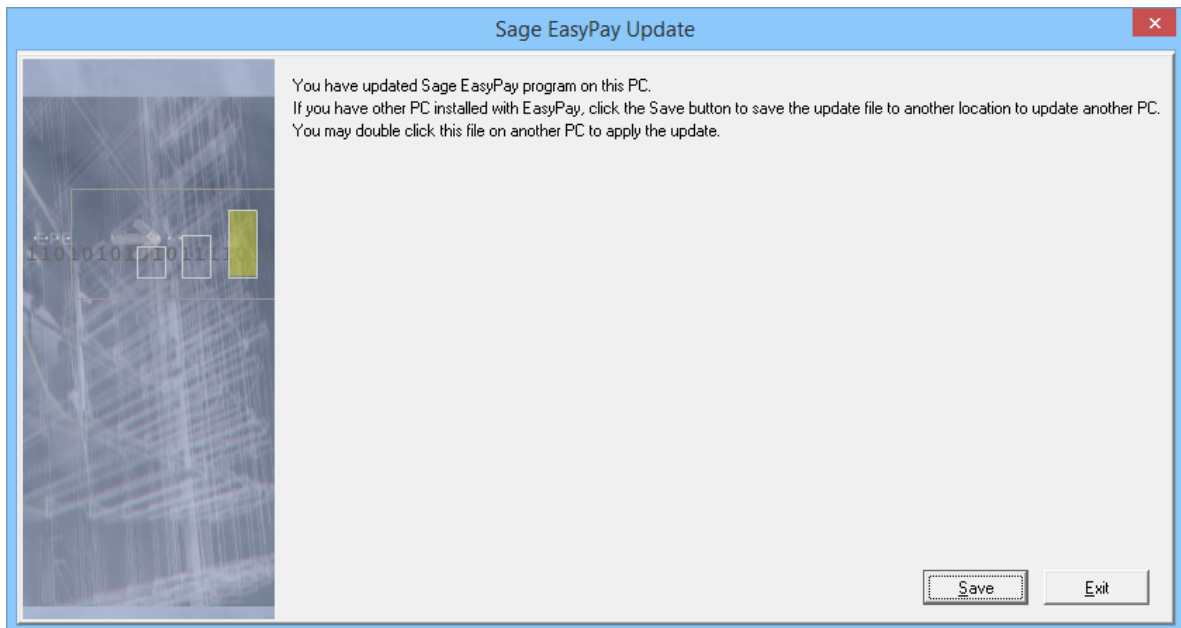 Sage EasyPay Update
You have updated Sage EasyPay program on this PC.
If you have other PC installed with EasyPay, click the Save button to save the update file to another location to update another PC.
You may double click this file on another PC to apply the update.
Save
Exit